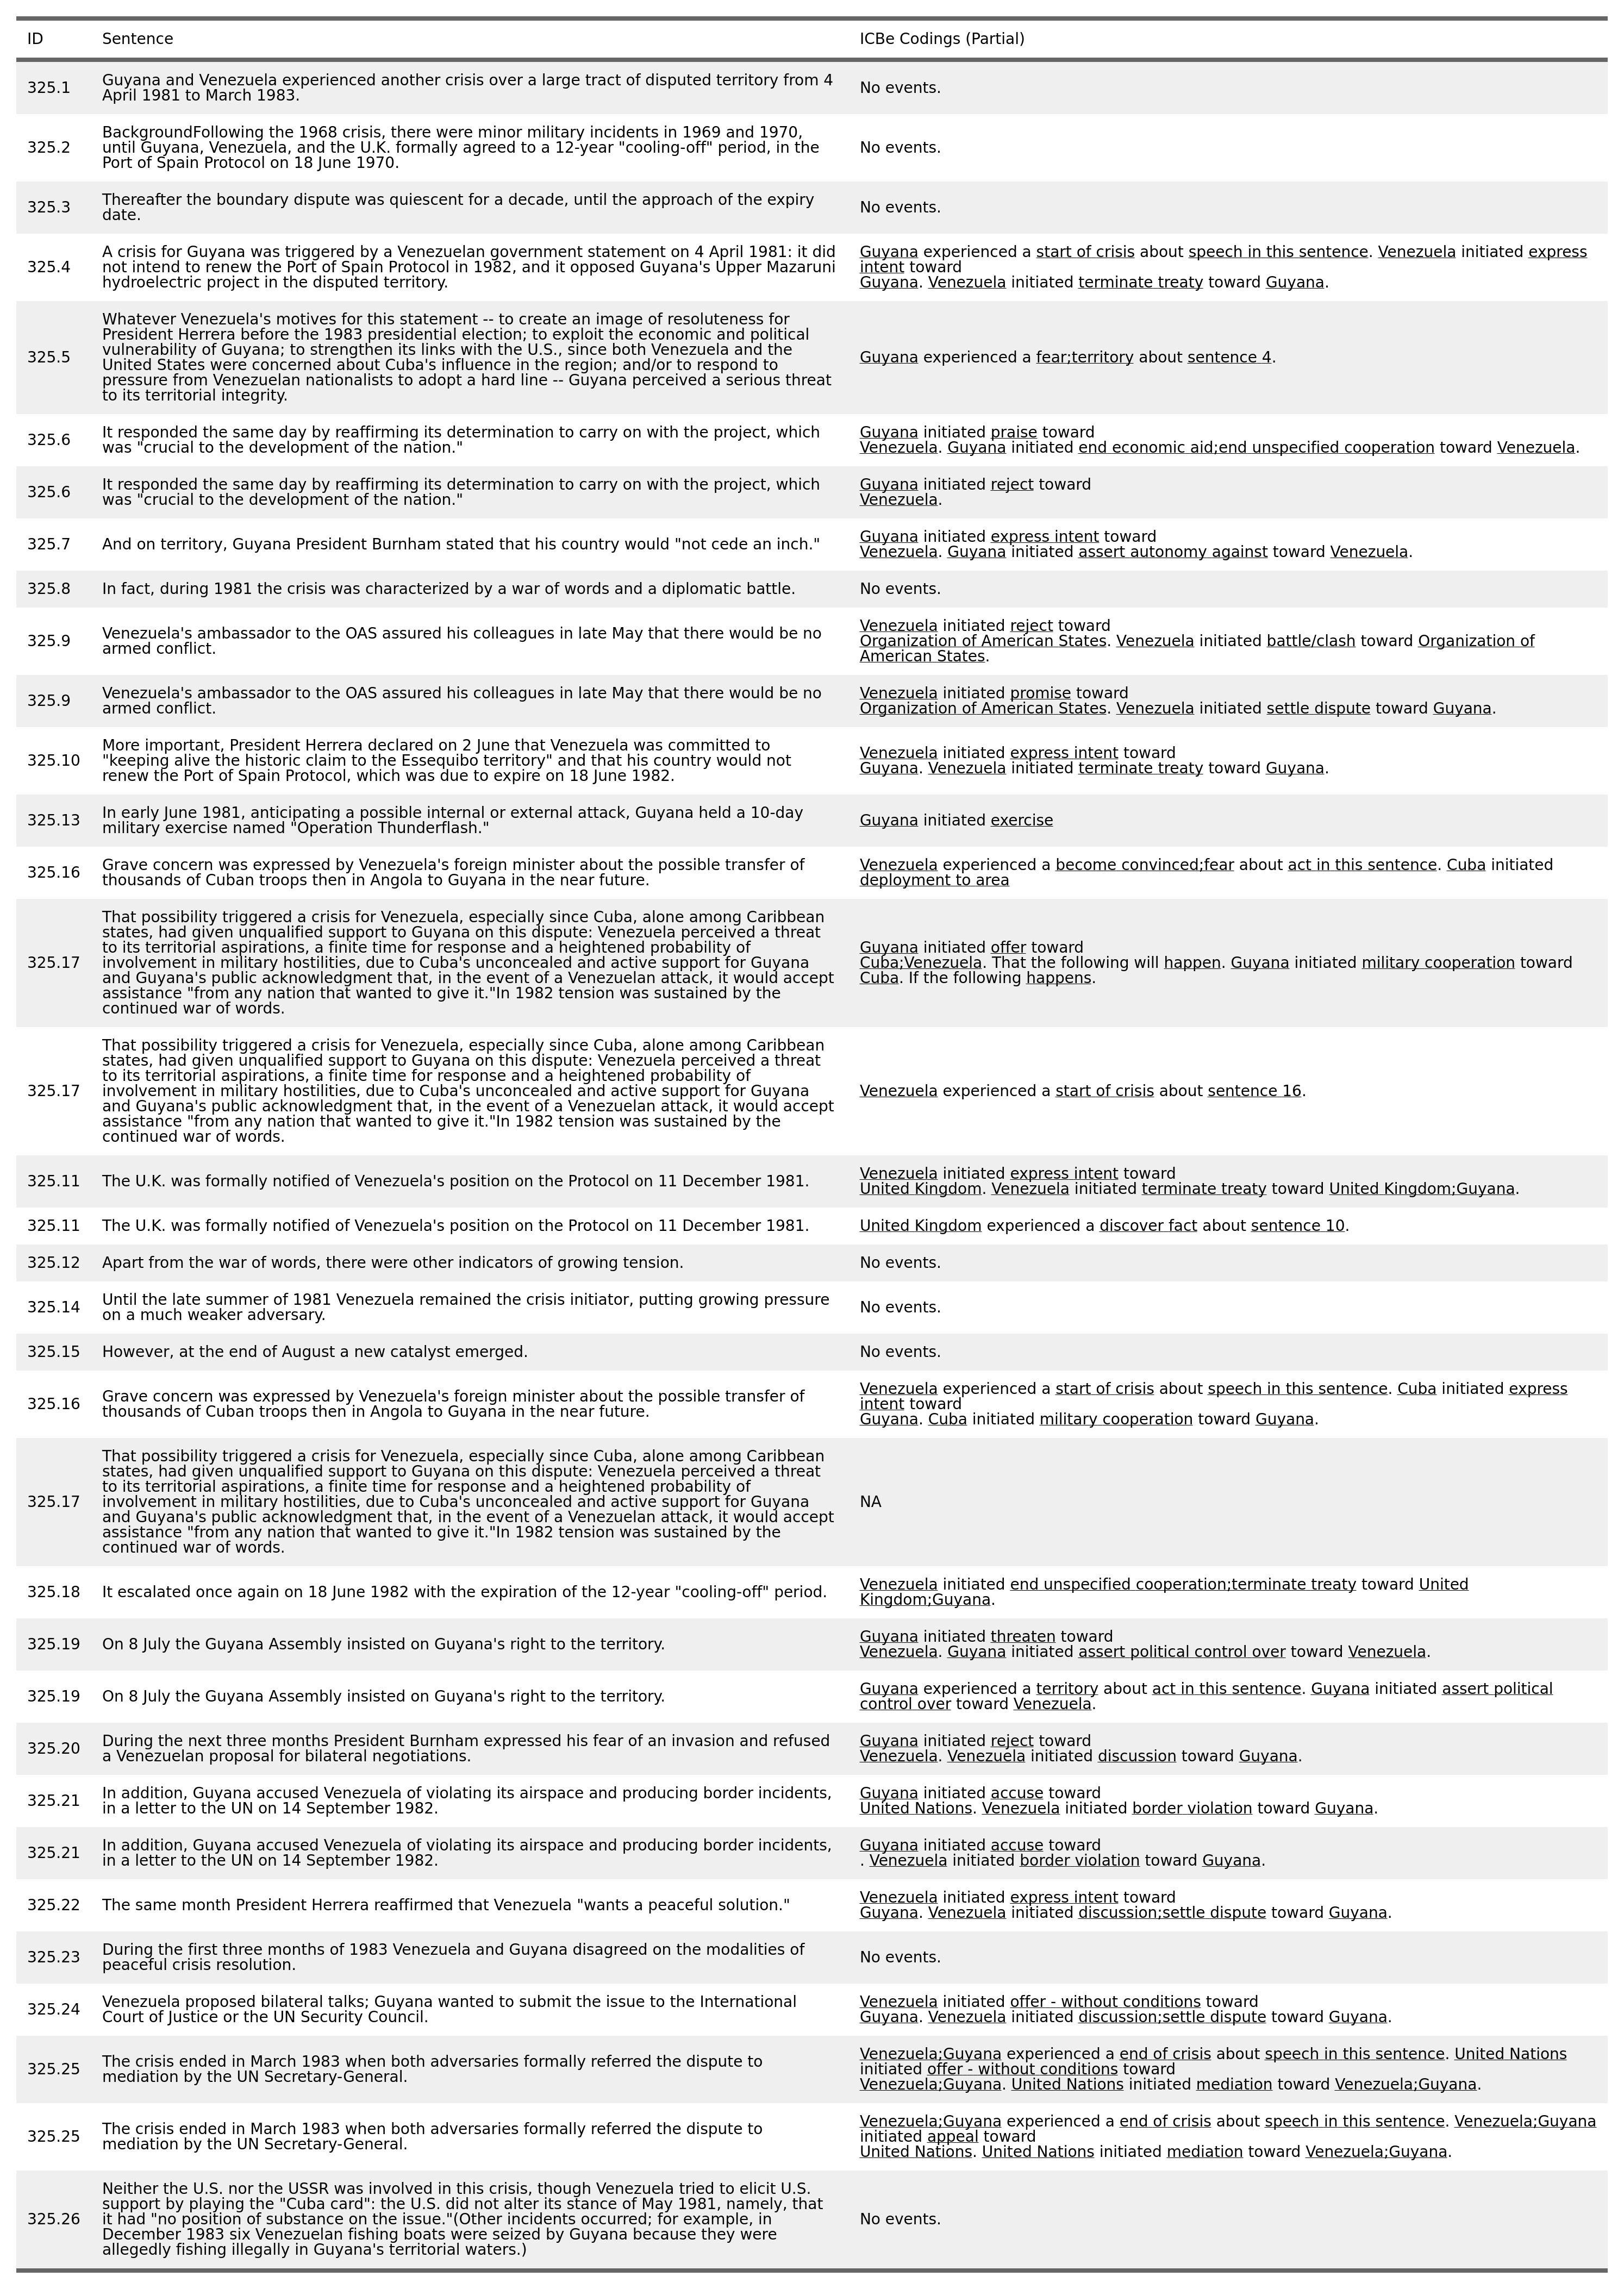 ID Sentence ICBe Codings (Partial)
325.1 Guyana and Venezuela experienced another crisis over a large tract of disputed territory from 4
April 1981 to March 1983.
No events.
325.2 BackgroundFollowing the 1968 crisis, there were minor military incidents in 1969 and 1970,
until Guyana, Venezuela, and the U.K. formally agreed to a 12-year "cooling-off" period, in the
Port of Spain Protocol on 18 June 1970.
No events.
325.3 Thereafter the boundary dispute was quiescent for a decade, until the approach of the expiry
date.
No events.
325.4 A crisis for Guyana was triggered by a Venezuelan government statement on 4 April 1981: it did
not intend to renew the Port of Spain Protocol in 1982, and it opposed Guyana's Upper Mazaruni
hydroelectric project in the disputed territory.
Guyana experienced a start of crisis about speech in this sentence. Venezuela initiated express
intent toward
Guyana. Venezuela initiated terminate treaty toward Guyana.
325.5 Whatever Venezuela's motives for this statement -- to create an image of resoluteness for
President Herrera before the 1983 presidential election; to exploit the economic and political
vulnerability of Guyana; to strengthen its links with the U.S., since both Venezuela and the
United States were concerned about Cuba's influence in the region; and/or to respond to
pressure from Venezuelan nationalists to adopt a hard line -- Guyana perceived a serious threat
to its territorial integrity.
Guyana experienced a fear;territory about sentence 4.
325.6 It responded the same day by reaffirming its determination to carry on with the project, which
was "crucial to the development of the nation."
Guyana initiated praise toward
Venezuela. Guyana initiated end economic aid;end unspecified cooperation toward Venezuela.
325.6 It responded the same day by reaffirming its determination to carry on with the project, which
was "crucial to the development of the nation."
Guyana initiated reject toward
Venezuela.
325.7 And on territory, Guyana President Burnham stated that his country would "not cede an inch."
Guyana initiated express intent toward
Venezuela. Guyana initiated assert autonomy against toward Venezuela.
325.8 In fact, during 1981 the crisis was characterized by a war of words and a diplomatic battle.
No events.
325.9 Venezuela's ambassador to the OAS assured his colleagues in late May that there would be no
armed conflict.
Venezuela initiated reject toward
Organization of American States. Venezuela initiated battle/clash toward Organization of
American States.
325.9 Venezuela's ambassador to the OAS assured his colleagues in late May that there would be no
armed conflict.
Venezuela initiated promise toward
Organization of American States. Venezuela initiated settle dispute toward Guyana.
325.10 More important, President Herrera declared on 2 June that Venezuela was committed to
"keeping alive the historic claim to the Essequibo territory" and that his country would not
renew the Port of Spain Protocol, which was due to expire on 18 June 1982.
Venezuela initiated express intent toward
Guyana. Venezuela initiated terminate treaty toward Guyana.
325.13 In early June 1981, anticipating a possible internal or external attack, Guyana held a 10-day
military exercise named "Operation Thunderflash."
Guyana initiated exercise
325.16 Grave concern was expressed by Venezuela's foreign minister about the possible transfer of
thousands of Cuban troops then in Angola to Guyana in the near future.
Venezuela experienced a become convinced;fear about act in this sentence. Cuba initiated
deployment to area
325.17 That possibility triggered a crisis for Venezuela, especially since Cuba, alone among Caribbean
states, had given unqualified support to Guyana on this dispute: Venezuela perceived a threat
to its territorial aspirations, a finite time for response and a heightened probability of
involvement in military hostilities, due to Cuba's unconcealed and active support for Guyana
and Guyana's public acknowledgment that, in the event of a Venezuelan attack, it would accept
assistance "from any nation that wanted to give it."In 1982 tension was sustained by the
continued war of words.
Guyana initiated offer toward
Cuba;Venezuela. That the following will happen. Guyana initiated military cooperation toward
Cuba. If the following happens.
325.17 That possibility triggered a crisis for Venezuela, especially since Cuba, alone among Caribbean
states, had given unqualified support to Guyana on this dispute: Venezuela perceived a threat
to its territorial aspirations, a finite time for response and a heightened probability of
involvement in military hostilities, due to Cuba's unconcealed and active support for Guyana
and Guyana's public acknowledgment that, in the event of a Venezuelan attack, it would accept
assistance "from any nation that wanted to give it."In 1982 tension was sustained by the
continued war of words.
Venezuela experienced a start of crisis about sentence 16.
325.11 The U.K. was formally notified of Venezuela's position on the Protocol on 11 December 1981.
Venezuela initiated express intent toward
United Kingdom. Venezuela initiated terminate treaty toward United Kingdom;Guyana.
325.11 The U.K. was formally notified of Venezuela's position on the Protocol on 11 December 1981.
United Kingdom experienced a discover fact about sentence 10.
325.12 Apart from the war of words, there were other indicators of growing tension.
No events.
325.14 Until the late summer of 1981 Venezuela remained the crisis initiator, putting growing pressure
on a much weaker adversary.
No events.
325.15 However, at the end of August a new catalyst emerged.
No events.
325.16 Grave concern was expressed by Venezuela's foreign minister about the possible transfer of
thousands of Cuban troops then in Angola to Guyana in the near future.
Venezuela experienced a start of crisis about speech in this sentence. Cuba initiated express
intent toward
Guyana. Cuba initiated military cooperation toward Guyana.
325.17 That possibility triggered a crisis for Venezuela, especially since Cuba, alone among Caribbean
states, had given unqualified support to Guyana on this dispute: Venezuela perceived a threat
to its territorial aspirations, a finite time for response and a heightened probability of
involvement in military hostilities, due to Cuba's unconcealed and active support for Guyana
and Guyana's public acknowledgment that, in the event of a Venezuelan attack, it would accept
assistance "from any nation that wanted to give it."In 1982 tension was sustained by the
continued war of words.
NA
325.18 It escalated once again on 18 June 1982 with the expiration of the 12-year "cooling-off" period.
Venezuela initiated end unspecified cooperation;terminate treaty toward United
Kingdom;Guyana.
325.19 On 8 July the Guyana Assembly insisted on Guyana's right to the territory.
Guyana initiated threaten toward
Venezuela. Guyana initiated assert political control over toward Venezuela.
325.19 On 8 July the Guyana Assembly insisted on Guyana's right to the territory.
Guyana experienced a territory about act in this sentence. Guyana initiated assert political
control over toward Venezuela.
325.20 During the next three months President Burnham expressed his fear of an invasion and refused
a Venezuelan proposal for bilateral negotiations.
Guyana initiated reject toward
Venezuela. Venezuela initiated discussion toward Guyana.
325.21 In addition, Guyana accused Venezuela of violating its airspace and producing border incidents,
in a letter to the UN on 14 September 1982.
Guyana initiated accuse toward
United Nations. Venezuela initiated border violation toward Guyana.
325.21 In addition, Guyana accused Venezuela of violating its airspace and producing border incidents,
in a letter to the UN on 14 September 1982.
Guyana initiated accuse toward
. Venezuela initiated border violation toward Guyana.
325.22 The same month President Herrera reaffirmed that Venezuela "wants a peaceful solution."
Venezuela initiated express intent toward
Guyana. Venezuela initiated discussion;settle dispute toward Guyana.
325.23 During the first three months of 1983 Venezuela and Guyana disagreed on the modalities of
peaceful crisis resolution.
No events.
325.24 Venezuela proposed bilateral talks; Guyana wanted to submit the issue to the International
Court of Justice or the UN Security Council.
Venezuela initiated offer - without conditions toward
Guyana. Venezuela initiated discussion;settle dispute toward Guyana.
325.25 The crisis ended in March 1983 when both adversaries formally referred the dispute to
mediation by the UN Secretary-General.
Venezuela;Guyana experienced a end of crisis about speech in this sentence. United Nations
initiated offer - without conditions toward
Venezuela;Guyana. United Nations initiated mediation toward Venezuela;Guyana.
325.25 The crisis ended in March 1983 when both adversaries formally referred the dispute to
mediation by the UN Secretary-General.
Venezuela;Guyana experienced a end of crisis about speech in this sentence. Venezuela;Guyana
initiated appeal toward
United Nations. United Nations initiated mediation toward Venezuela;Guyana.
325.26 Neither the U.S. nor the USSR was involved in this crisis, though Venezuela tried to elicit U.S.
support by playing the "Cuba card": the U.S. did not alter its stance of May 1981, namely, that
it had "no position of substance on the issue."(Other incidents occurred; for example, in
December 1983 six Venezuelan fishing boats were seized by Guyana because they were
allegedly fishing illegally in Guyana's territorial waters.)
No events.